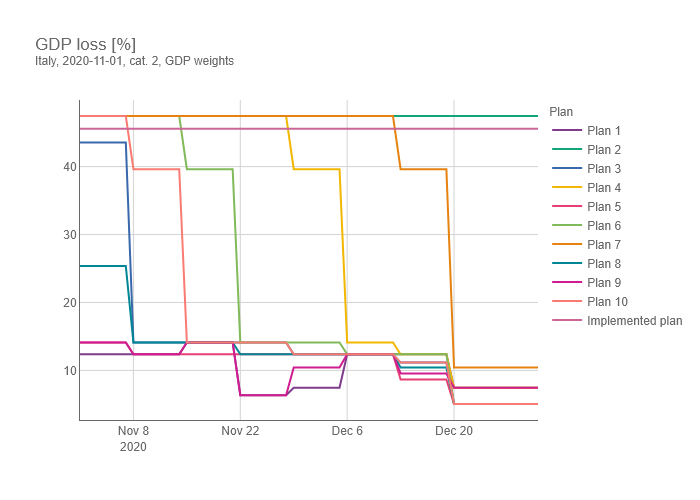 GDP loss [%]
Italy, 2020-11-01, cat. 2, GDP weights
Plan
Plan 1
Plan 2
Plan 3
Plan 4
Plan 5
Plan 6
Plan 7
Plan 8
Plan 9
Plan 10
Implemented plan
40
30
20
10
Nov 8 Nov 22 Dec 6 Dec 20
2020